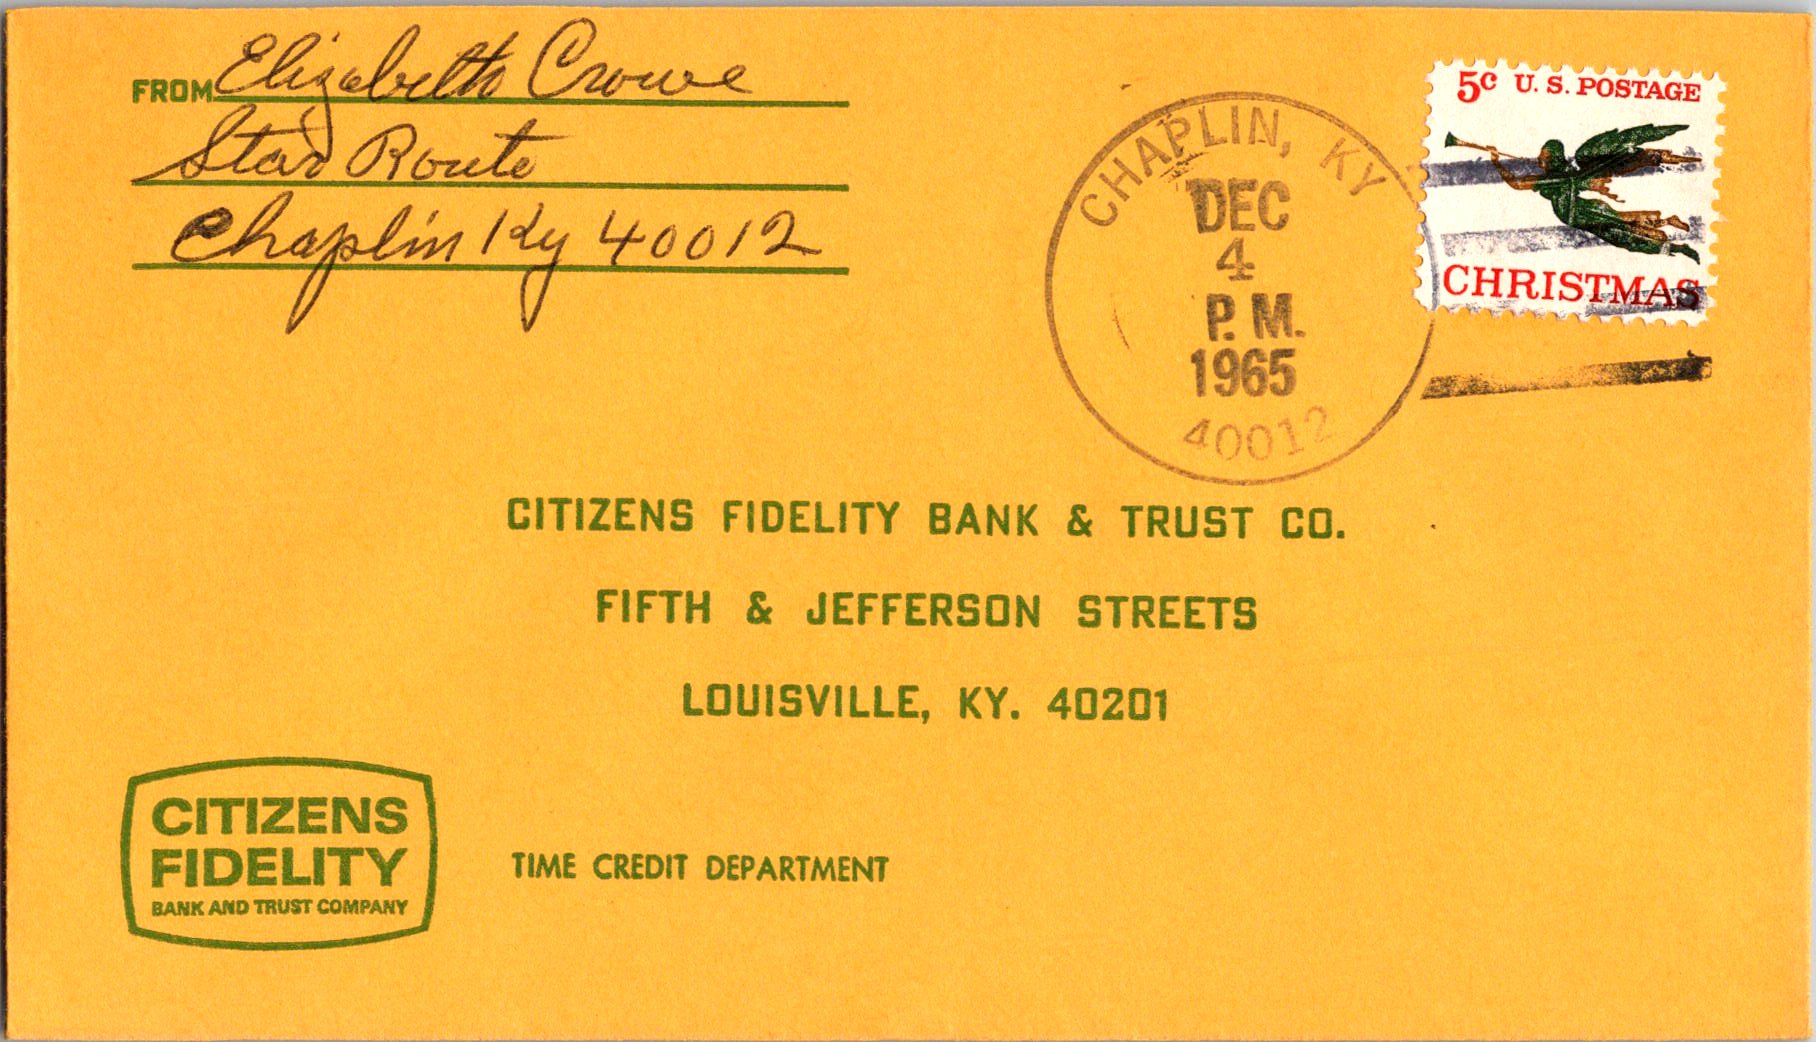 FROM Elizabeth Crowe
Star Route
Chaplin Ky 40012
CHAPLIN, KY
DEC
4
P. M.
1965
40012
5c U. S. POSTAGE
CHRISTMAS
CITIZENS FIDELITY BANK & TRUST CO.
FIFTH & JEFFERSON STREETS
LOUISVILLE, KY. 40201
CITIZENS
FIDELITY
BANK AND TRUST COMPANY
TIME CREDIT DEPARTMENT